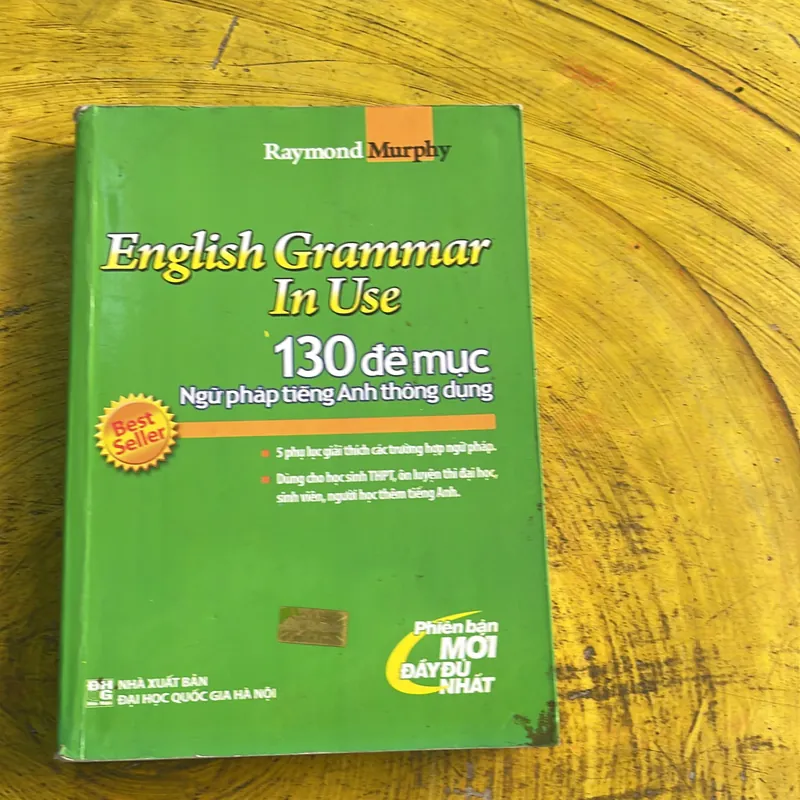 Raymond Murphy
English Grammar
In Use
130 đề mục
Ngữ pháp tiếng Anh thông dụng
Best
Seller
5 phụ lục giải thích các trường hợp ngữ pháp.
Dùng cho học sinh THPT, ôn luyện thi đại học,
sinh viên, người học thêm tiếng Anh.
Phiên bản
MỚI
ĐẦY ĐỦ
NHẤT
NHÀ XUẤT BẢN
ĐẠI HỌC QUỐC GIA HÀ NỘI